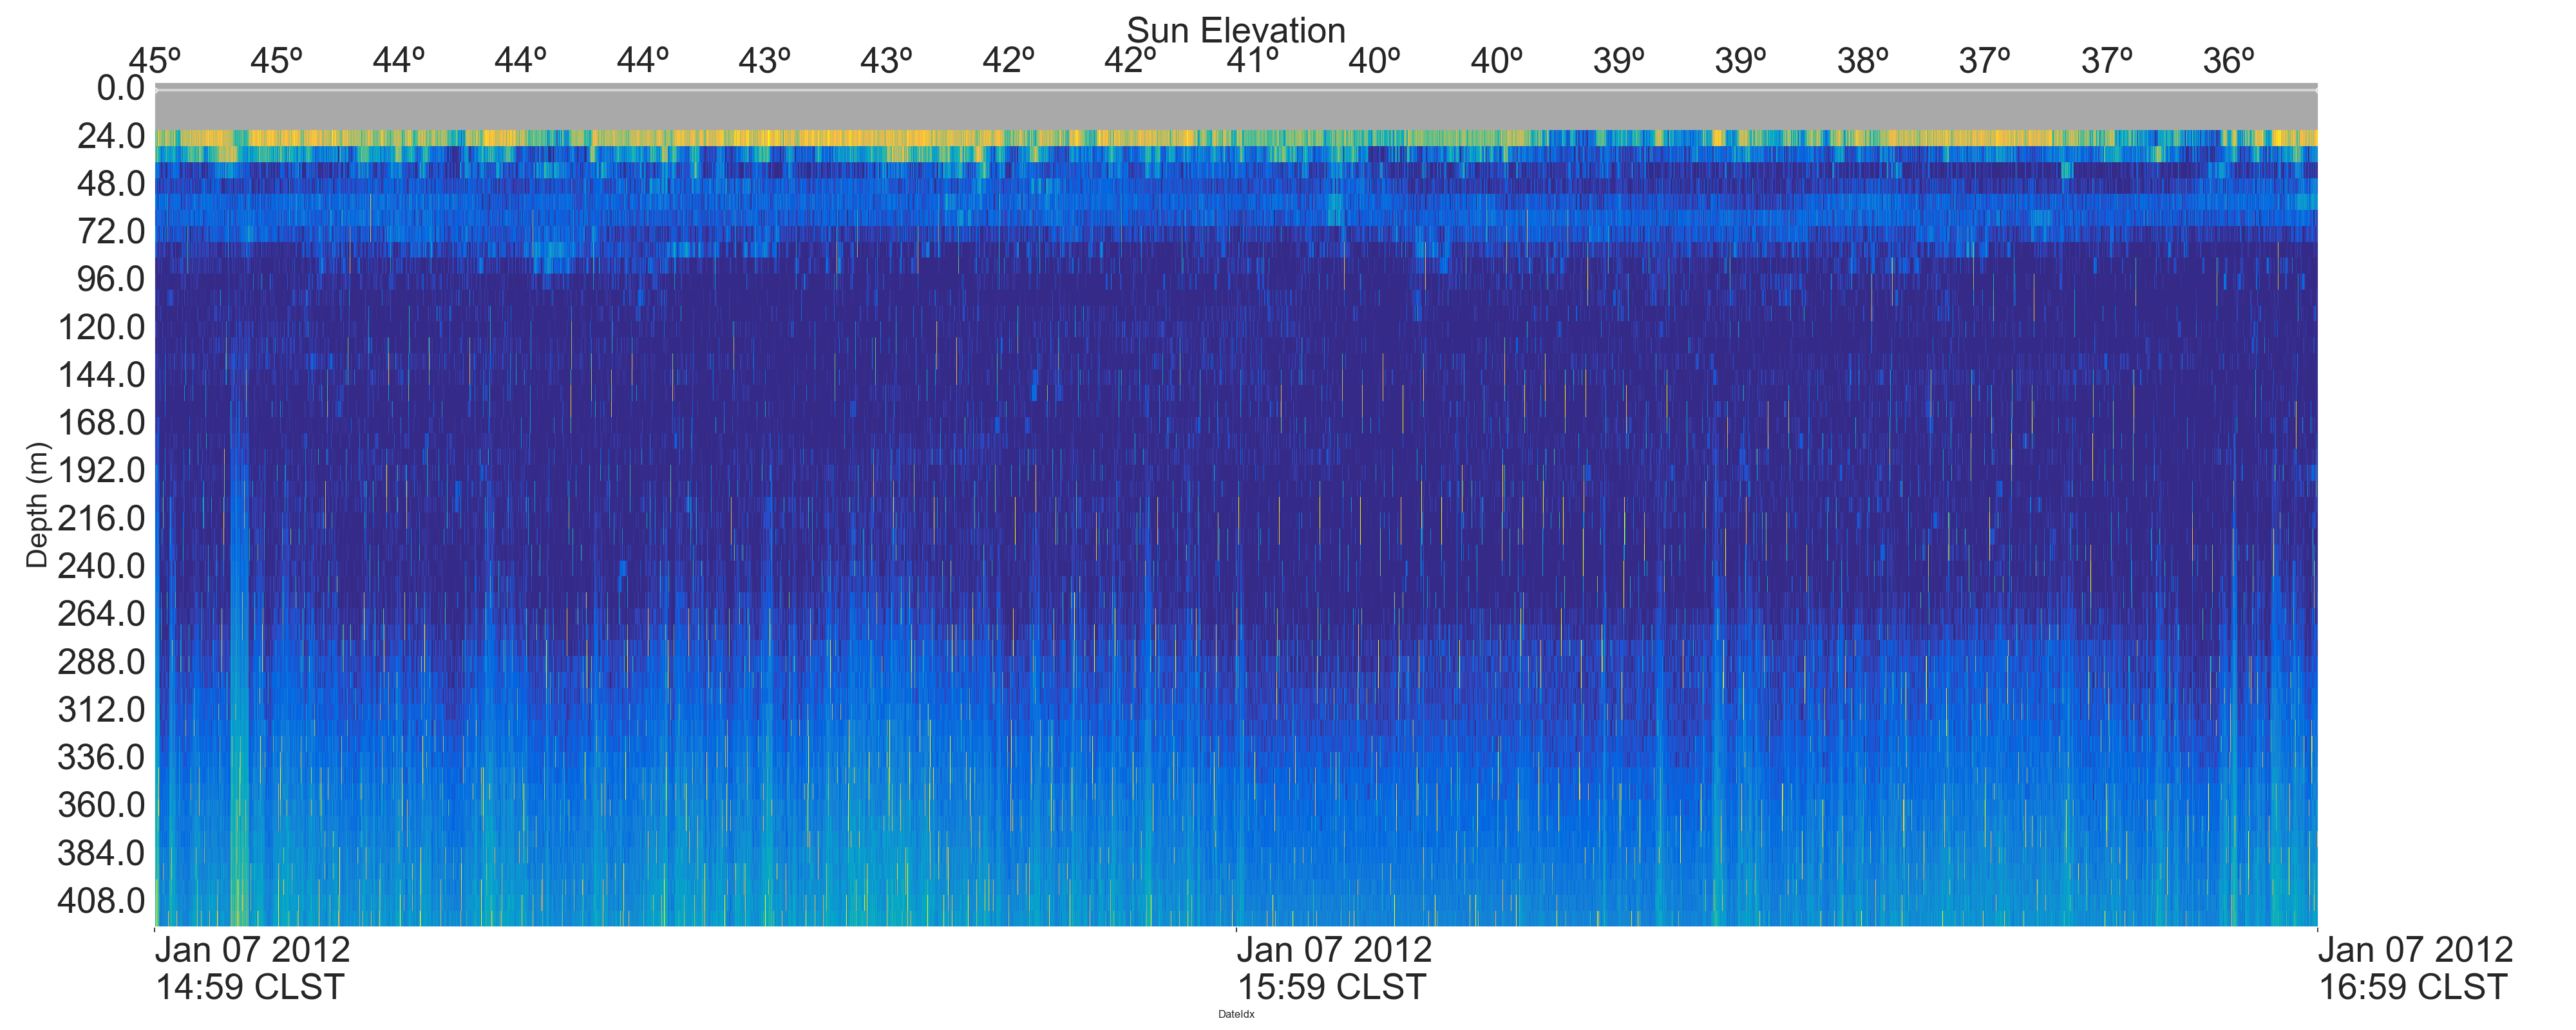 Sun Elevation
45º 45º 44º 44º 44º 43º 43º 42º 42º 41º 40º 40º 39º 39º 38º 37º 37º 36º
0.0
24.0
48.0
72.0
96.0
120.0
144.0
168.0
192.0
216.0
240.0
264.0
288.0
312.0
336.0
360.0
384.0
408.0
Depth (m)
Jan 07 2012
14:59 CLST
Jan 07 2012
15:59 CLST
Jan 07 2012
16:59 CLST
DateIdx